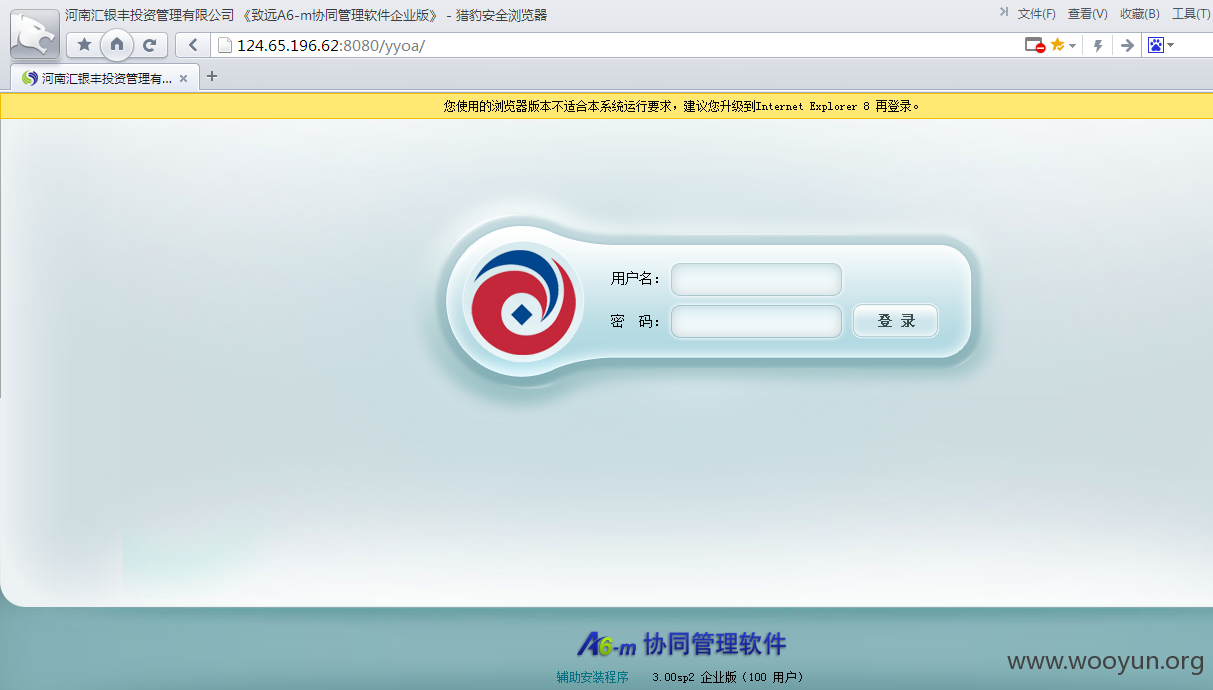 河南汇银丰投资管理有限公司 《致远A6-m协同管理软件企业版》 - 猎豹安全浏览器
文件(F) 查看(V) 收藏(B) 工具(T)
124.65.196.62:8080/yyoa/
河南汇银丰投资管理有...
您使用的浏览器版本不适合本系统运行要求，建议您升级到Internet Explorer 8 再登录。
用户名：
密 码：
登 录
A6-m 协同管理软件
辅助安装程序 3.00sp2 企业版（100 用户）
www.wooyun.org